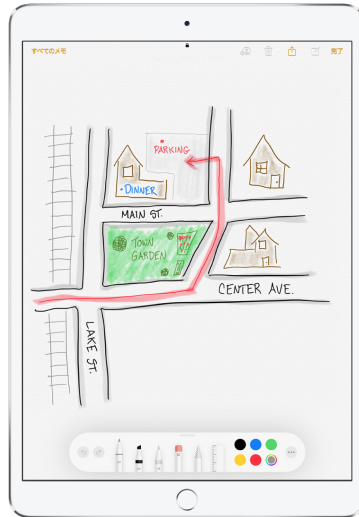 すべてのメモ
完了
PARKING
DINNER
MAIN ST.
TOWN
GARDEN
CENTER AVE.
LAKE ST.